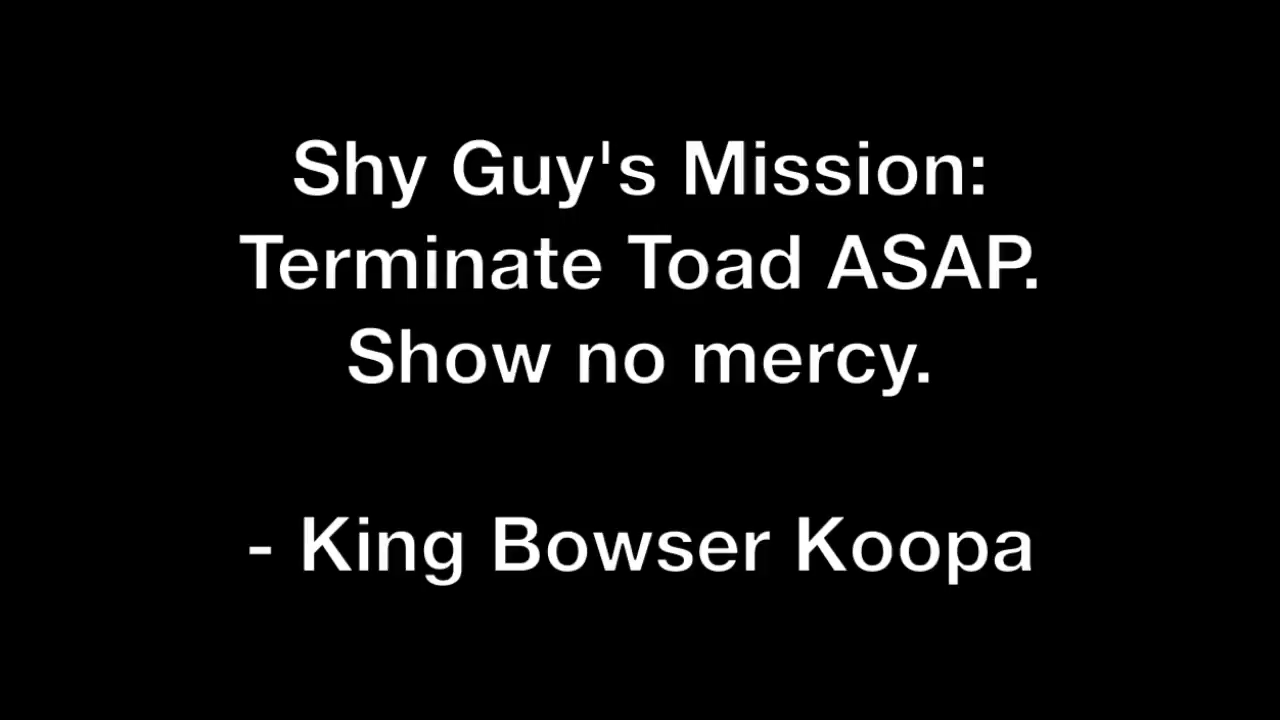 Shy Guy's Mission:
Terminate Toad ASAP.
Show no mercy.
- King Bowser Koopa